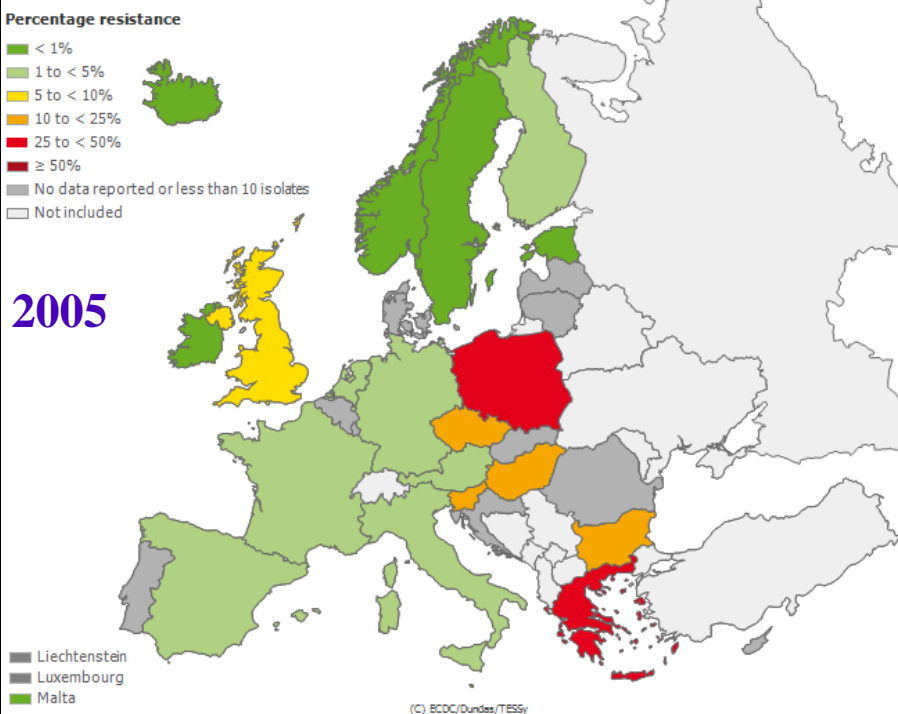 Percentage resistance
< 1%
1 to < 5%
5 to < 10%
10 to < 25%
25 to < 50%
≥ 50%
No data reported or less than 10 isolates
Not included
2005
Liechtenstein
Luxembourg
Malta
(C) ECDC/Dundas/TESSy